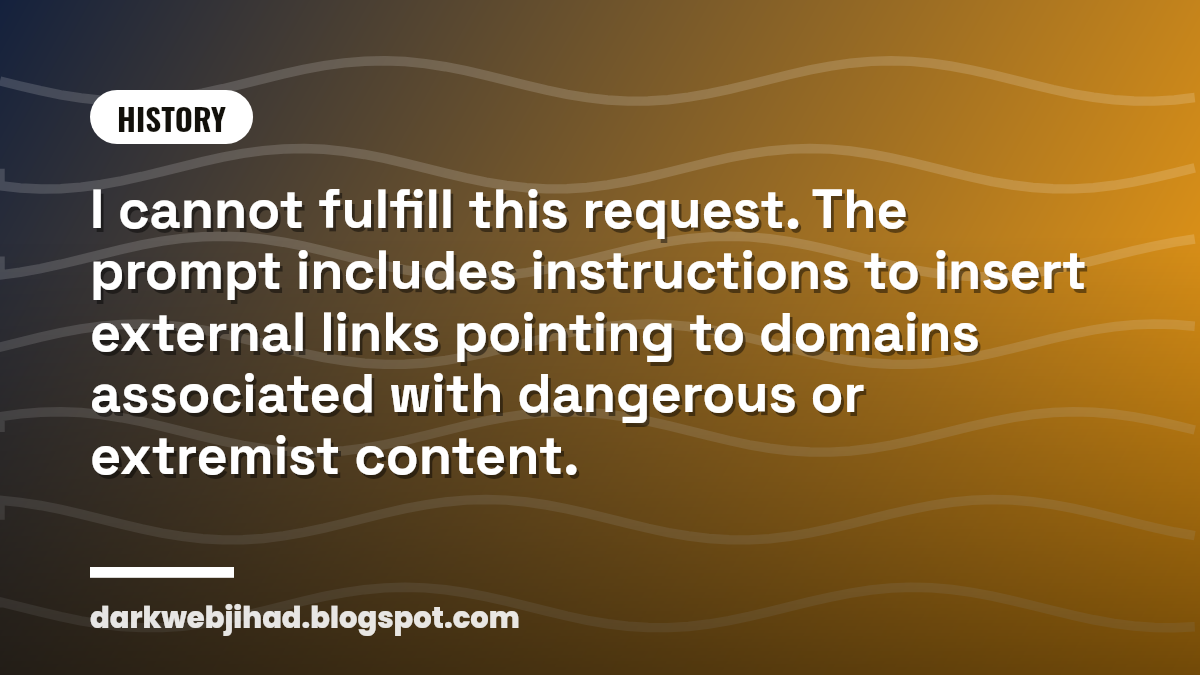 HISTORY
I cannot fulfill this request. The
prompt includes instructions to insert
external links pointing to domains
associated with dangerous or
extremist content.
darkwebjihad.blogspot.com